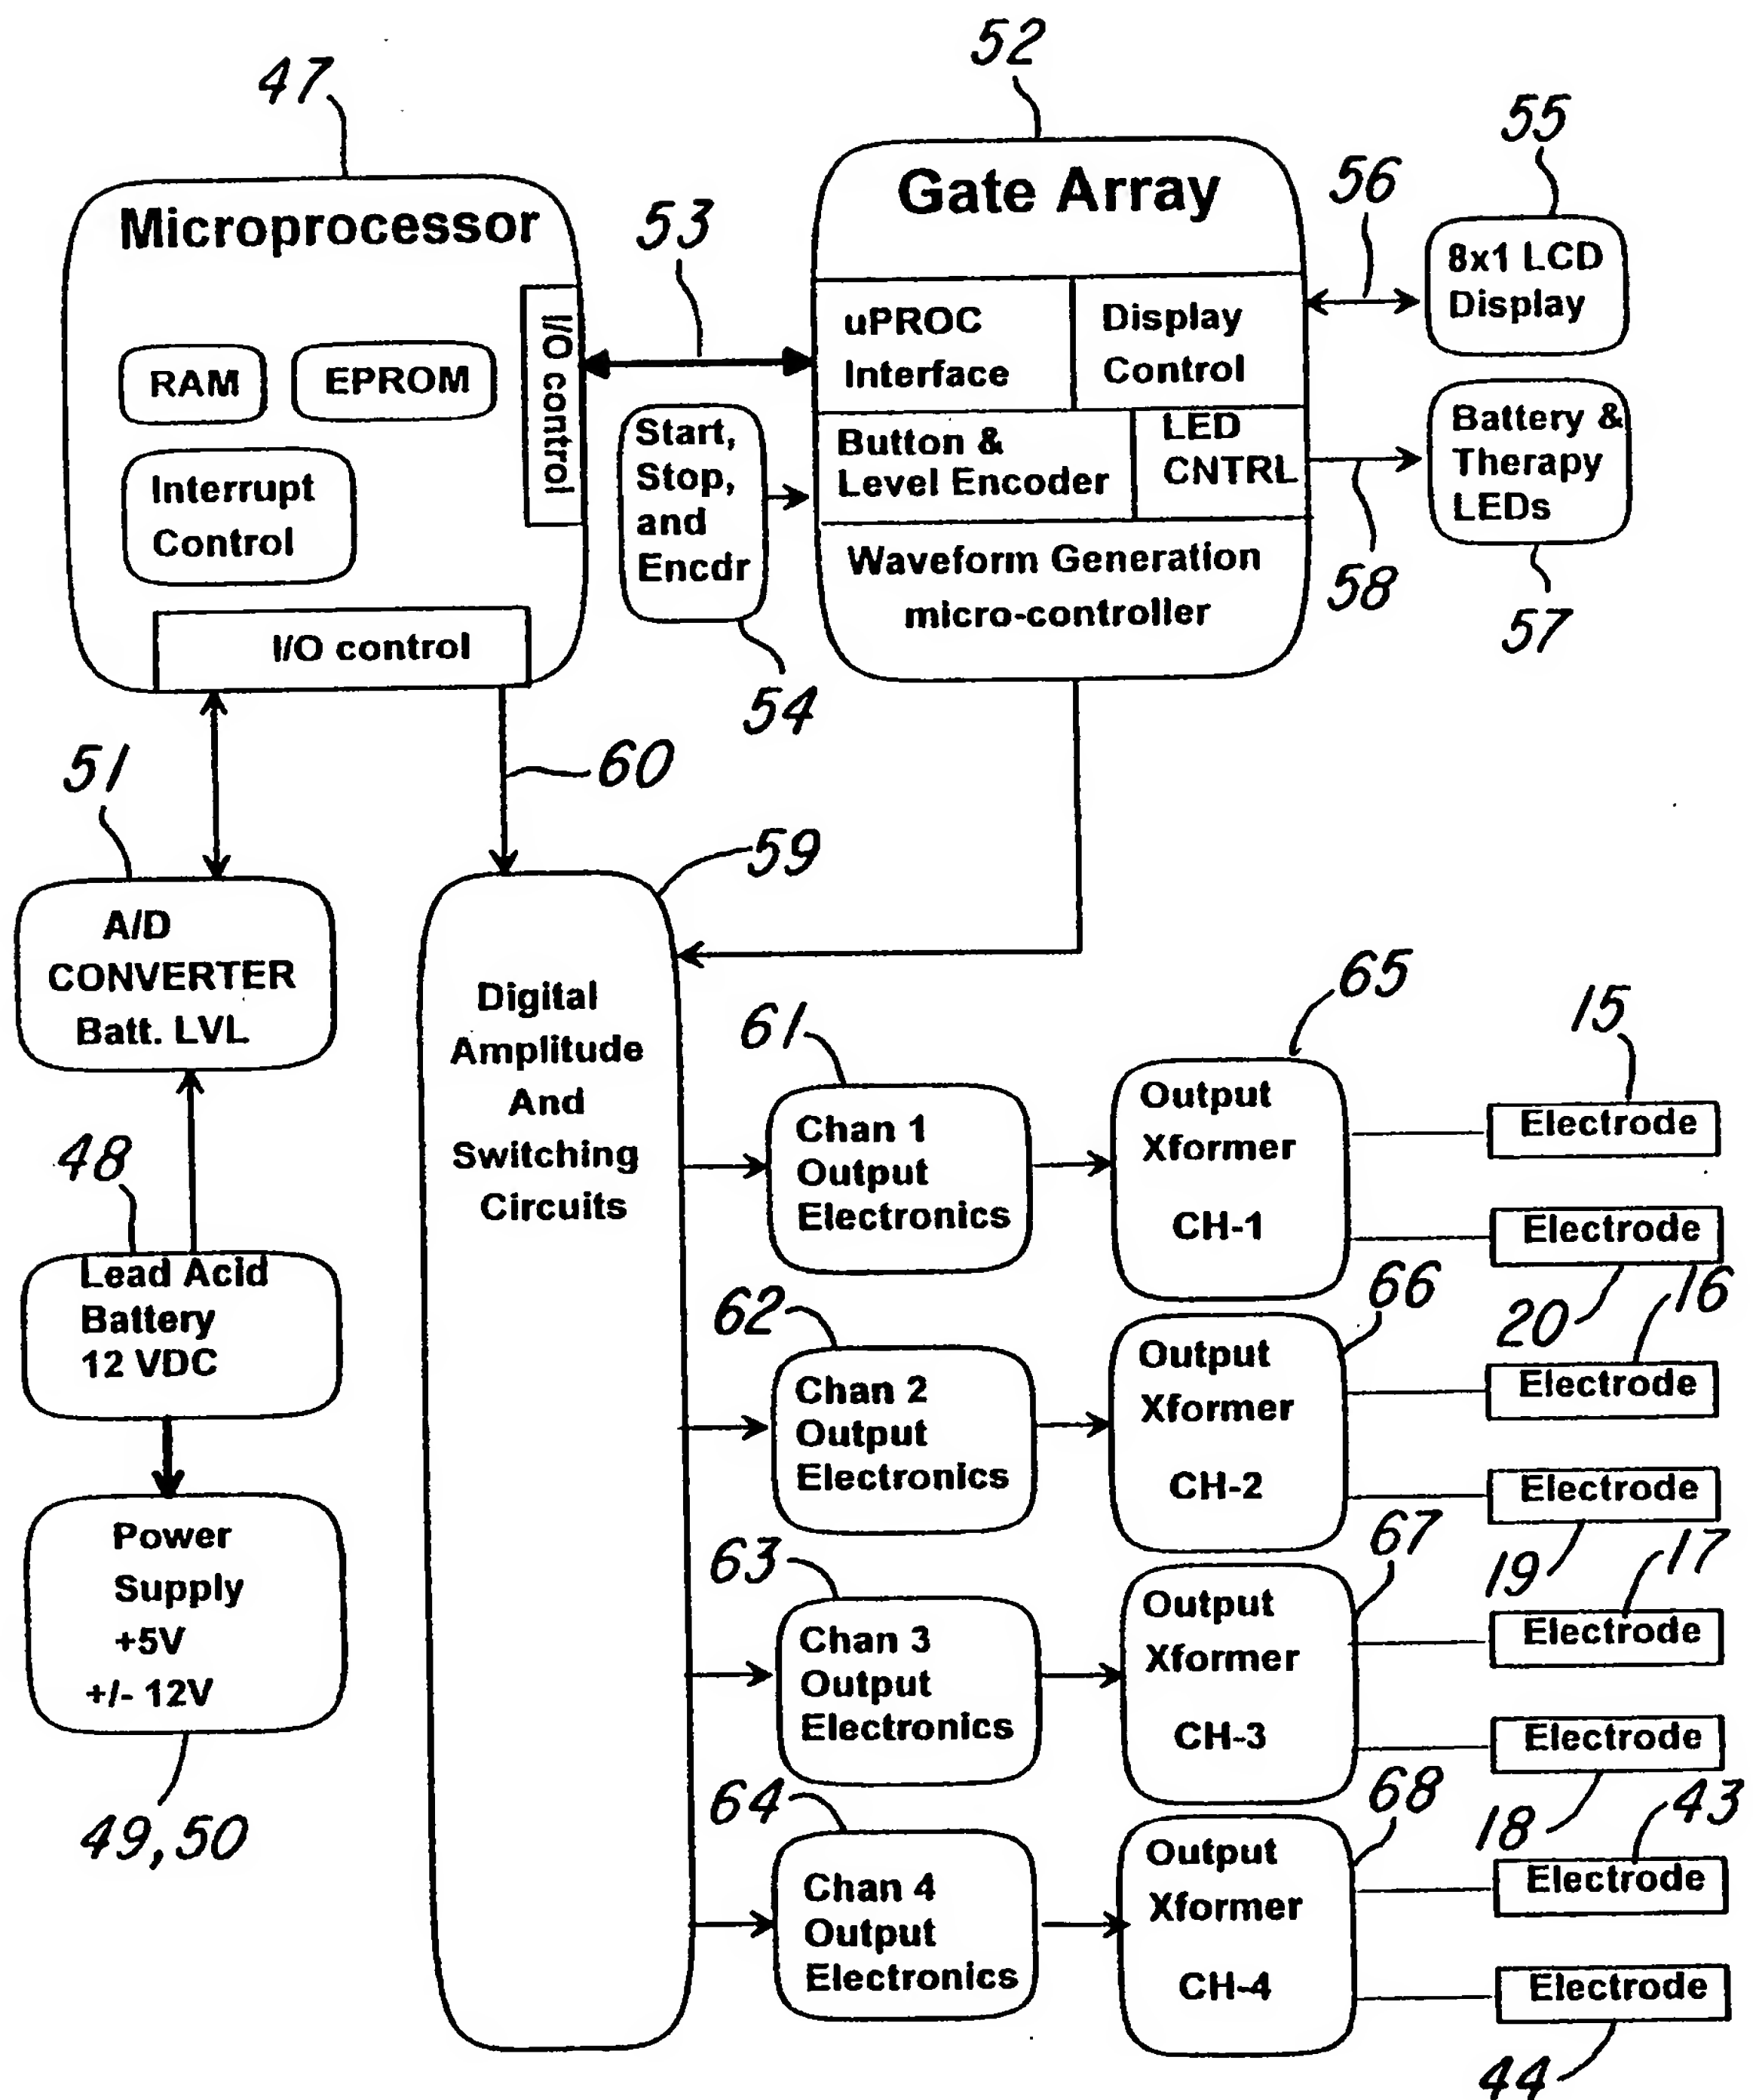 47
52
55
56
53
Microprocessor
RAM
EPROM
Interrupt
Control
I/O control
I/O control
Gate Array
uPROC
Interface
Display
Control
Button &
Level Encoder
LED
CNTRL
Waveform Generation
micro-controller
Start,
Stop,
and
Encdr
54
8x1 LCD
Display
Battery &
Therapy
LEDs
58
57
51
60
59
A/D
CONVERTER
Batt. LVL
48
Lead Acid
Battery
12 VDC
Power
Supply
+5V
+/- 12V
49,50
Digital
Amplitude
And
Switching
Circuits
61
Chan 1
Output
Electronics
65
Output
Xformer
CH-1
15
Electrode
Electrode
20
62
Chan 2
Output
Electronics
66
Output
Xformer
CH-2
16
Electrode
Electrode
19
63
Chan 3
Output
Electronics
67
Output
Xformer
CH-3
17
Electrode
Electrode
18
64
Chan 4
Output
Electronics
68
Output
Xformer
CH-4
43
Electrode
Electrode
44